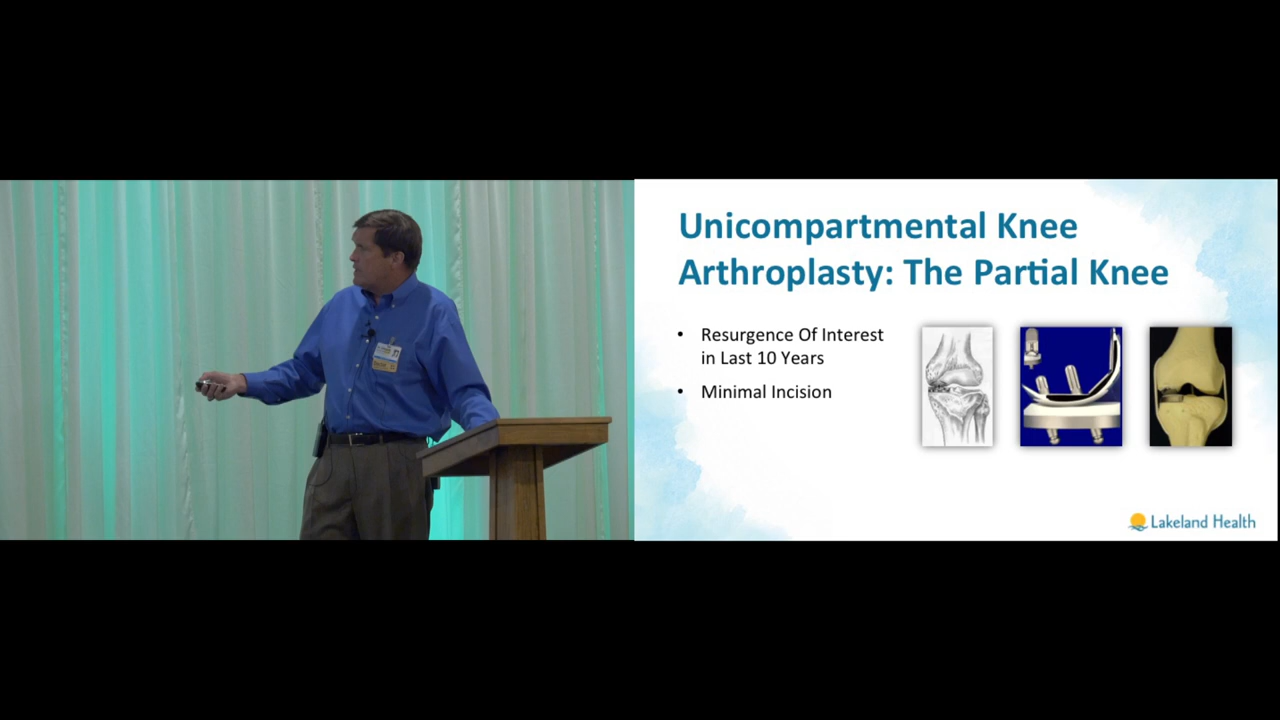 Unicompartmental Knee
Arthroplasty: The Partial Knee
• Resurgence Of Interest
in Last 10 Years
• Minimal Incision
Lakeland Health